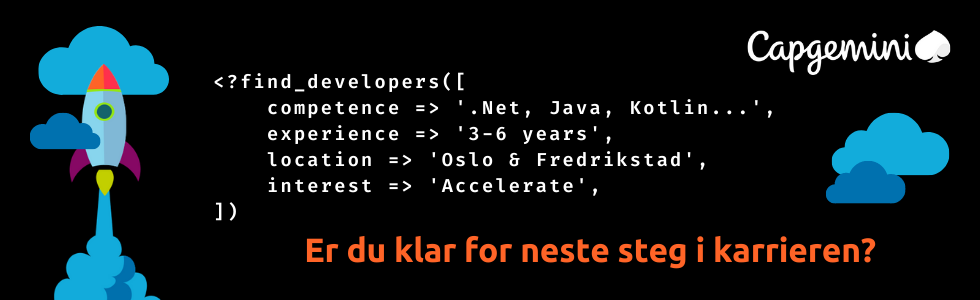 Capgemini
<?find_developers([
    competence => '.Net, Java, Kotlin...',
    experience => '3-6 years',
    location => 'Oslo & Fredrikstad',
    interest => 'Accelerate',
])
Er du klar for neste steg i karrieren?